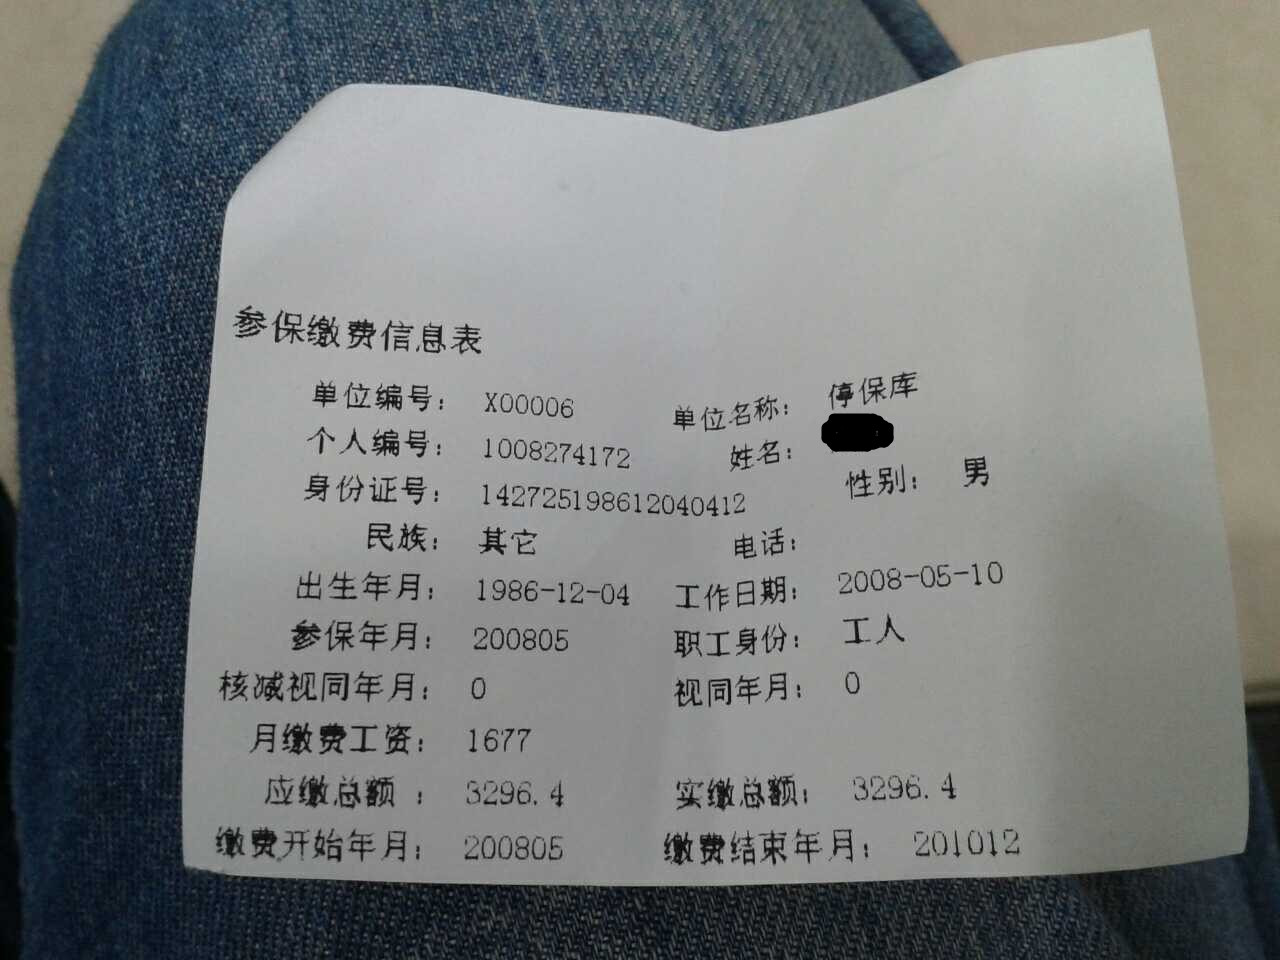 参保缴费信息表
单位编号： X00006 单位名称： 停保库
个人编号： 1008274172 姓名：
身份证号： 142725198612040412 性别： 男
民族： 其它 电话：
出生年月： 1986-12-04 工作日期： 2008-05-10
参保年月： 200805 职工身份： 工人
核减视同年月： 0 视同年月： 0
月缴费工资： 1677
应缴总额 ： 3296.4 实缴总额： 3296.4
缴费开始年月： 200805 缴费结束年月： 201012